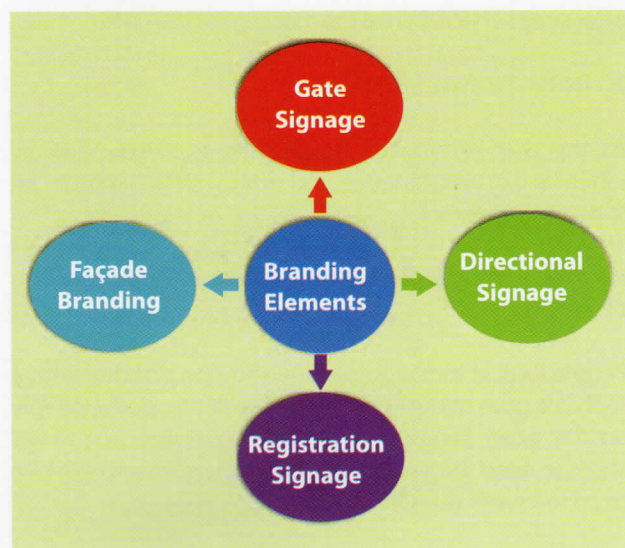 Gate
Signage
Façade
Branding
Branding
Elements
Directional
Signage
Registration
Signage